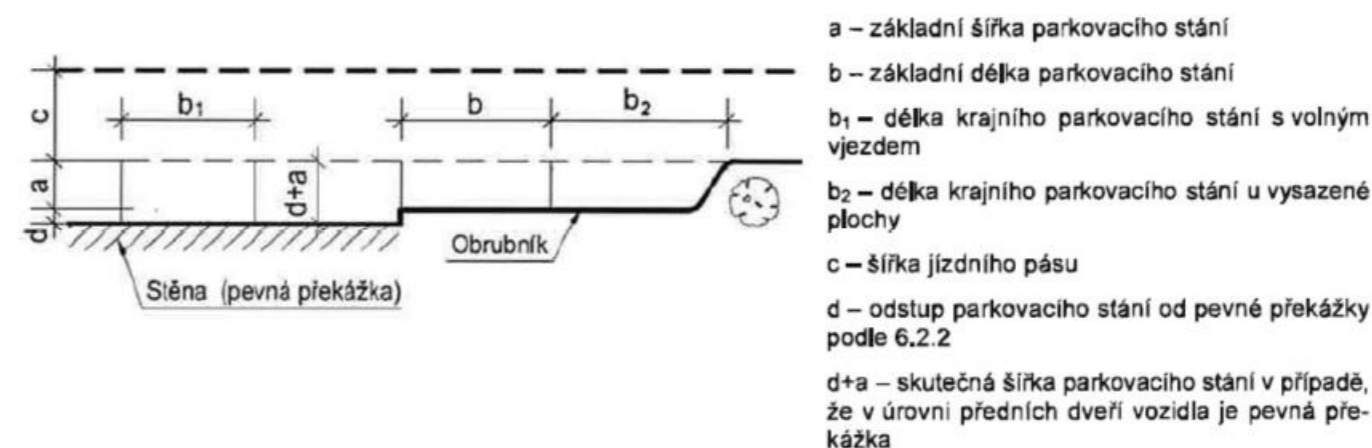 c
b₁
b
b₂
a
d+a
d
Obrubník
Stěna (pevná překážka)
a – základní šířka parkovacího stání
b – základní délka parkovacího stání
b₁ – délka krajního parkovacího stání s volným
vjezdem
b₂ – délka krajního parkovacího stání u vysazené
plochy
c – šířka jízdního pásu
d – odstup parkovacího stání od pevné překážky
podle 6.2.2
d+a – skutečná šířka parkovacího stání v případě,
že v úrovni předních dveří vozidla je pevná pře-
kážka